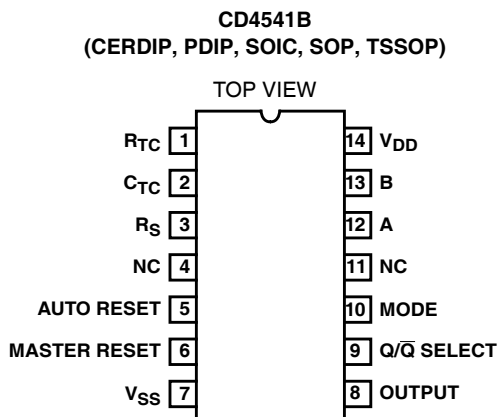 CD4541B
(CERDIP, PDIP, SOIC, SOP, TSSOP)
TOP VIEW
RTC 1 14 VDD
CTC 2 13 B
RS 3 12 A
NC 4 11 NC
AUTO RESET 5 10 MODE
MASTER RESET 6 9 Q/Q̅ SELECT
VSS 7 8 OUTPUT